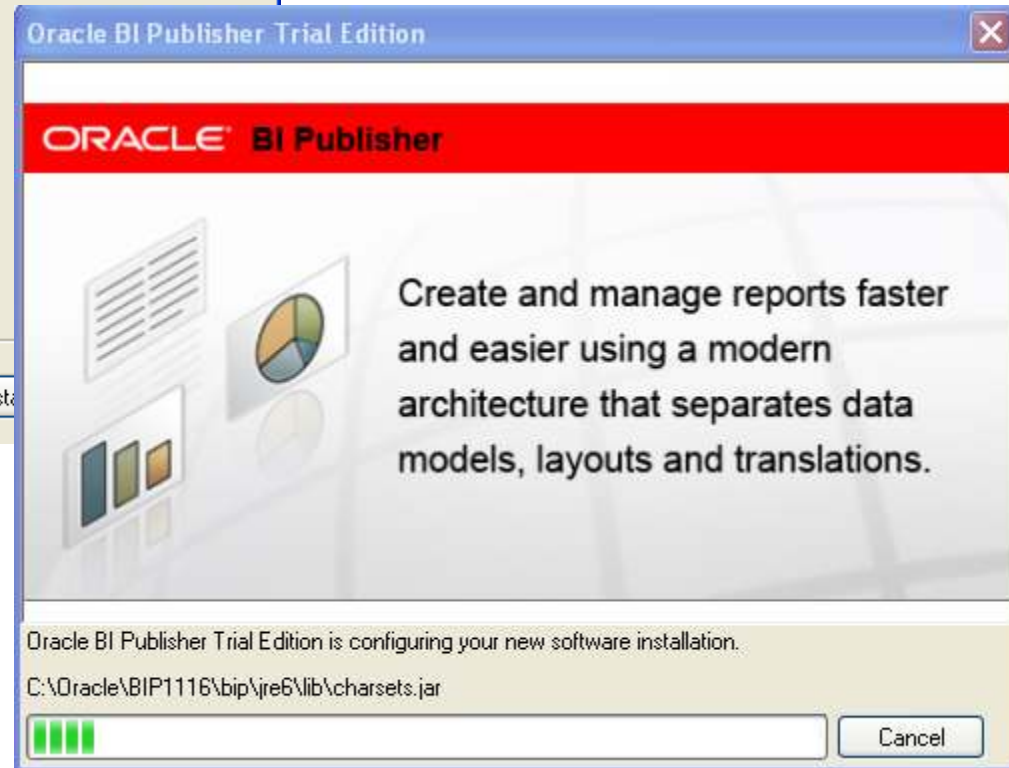 Oracle BI Publisher Trial Edition
ORACLE® BI Publisher
Create and manage reports faster
and easier using a modern
architecture that separates data
models, layouts and translations.
Oracle BI Publisher Trial Edition is configuring your new software installation.
C:\Oracle\BIP1116\bip\jre6\lib\charsets.jar
Cancel